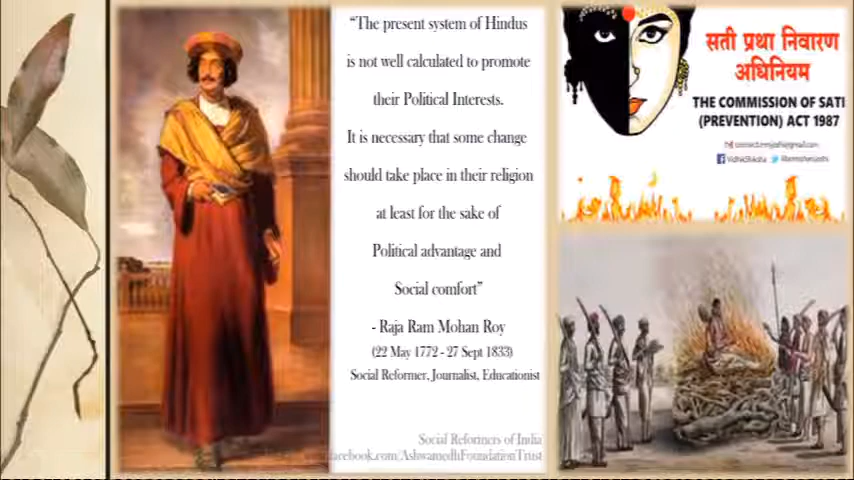 “The present system of Hindus
is not well calculated to promote
their Political Interests.
It is necessary that some change
should take place in their religion
at least for the sake of
Political advantage and
Social comfort”
- Raja Ram Mohan Roy
(22 May 1772 - 27 Sept 1833)
Social Reformer, Journalist, Educationist
Social Reformers of India
facebook.com/AshwamedhFoundationTrust
सती प्रथा निवारण
अधिनियम
THE COMMISSION OF SATI
(PREVENTION) ACT 1987